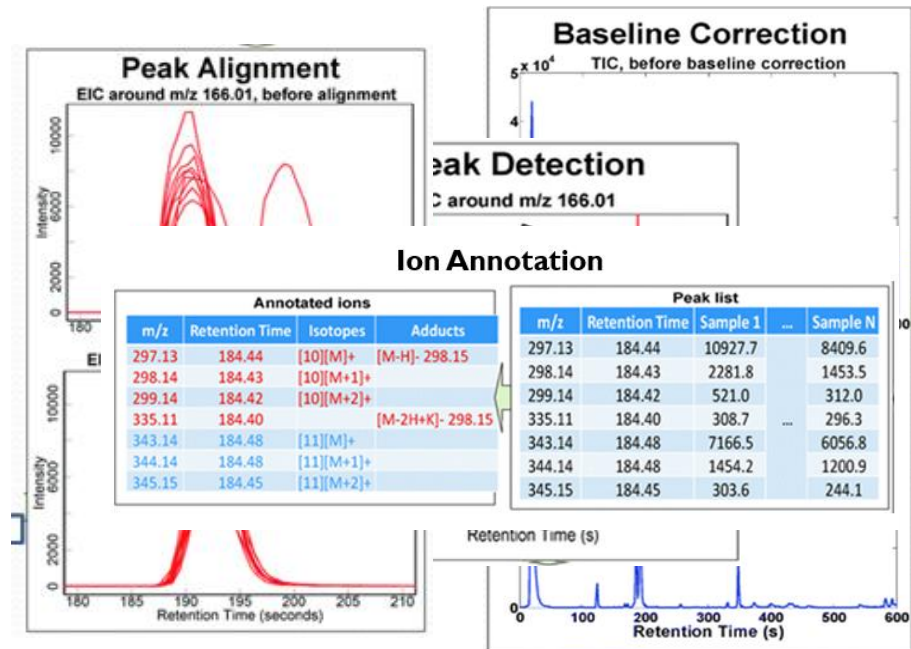 Peak Alignment
EIC around m/z 166.01, before alignment
10000
6000
2000
0
Intensity
180
Baseline Correction
TIC, before baseline correction
5 x 10^4
4
eak Detection
C around m/z 166.01
Ion Annotation
Annotated ions
m/z Retention Time Isotopes Adducts
297.13 184.44 [10][M]+ [M-H]- 298.15
298.14 184.43 [10][M+1]+
299.14 184.42 [10][M+2]+
335.11 184.40 [M-2H+K]- 298.15
343.14 184.48 [11][M]+
344.14 184.48 [11][M+1]+
345.15 184.45 [11][M+2]+
Peak list
m/z Retention Time Sample 1 ... Sample N
297.13 184.44 10927.7 8409.6
298.14 184.43 2281.8 1453.5
299.14 184.42 521.0 312.0
335.11 184.40 308.7 ... 296.3
343.14 184.48 7166.5 6056.8
344.14 184.48 1454.2 1200.9
345.15 184.45 303.6 244.1
EI
10000
6000
2000
0
Intensity
180 185 190 195 200 205 210
Retention Time (seconds)
Retention Time (s)
0
0 100 200 300 400 500 600
Retention Time (s)